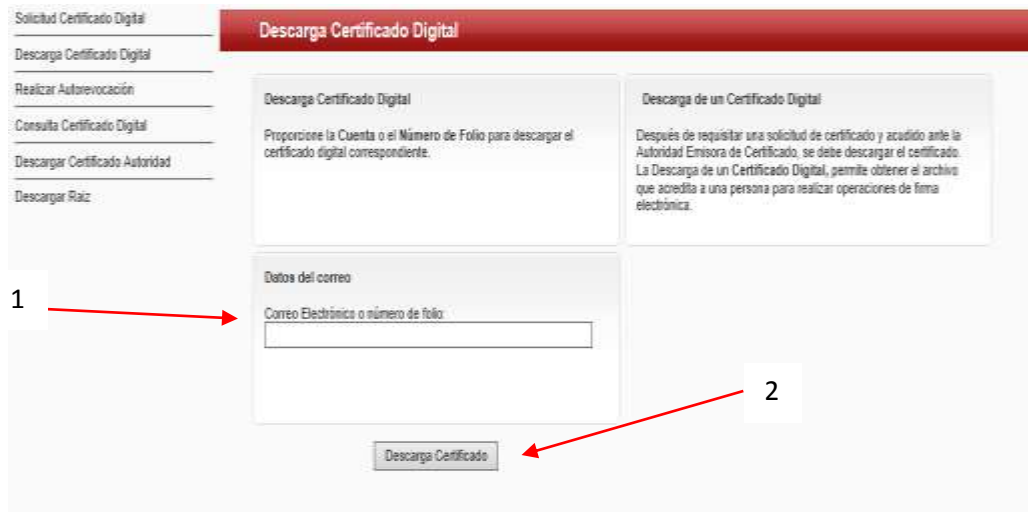 Solicitud Certificado Digital
Descarga Certificado Digital
Realizar Autorevocación
Consulta Certificado Digital
Descargar Certificado Autoridad
Descargar Raiz
Descarga Certificado Digital
Descarga Certificado Digital
Proporcione la Cuenta o el Número de Folio para descargar el
certificado digital correspondiente.
Descarga de un Certificado Digital
Después de requisitar una solicitud de certificado y acudido ante la
Autoridad Emisora de Certificado, se debe descargar el certificado.
La Descarga de un Certificado Digital, permite obtener el archivo
que acredita a una persona para realizar operaciones de firma
electrónica.
Datos del correo
1
Correo Electrónico o número de folio:
2
Descarga Certificado